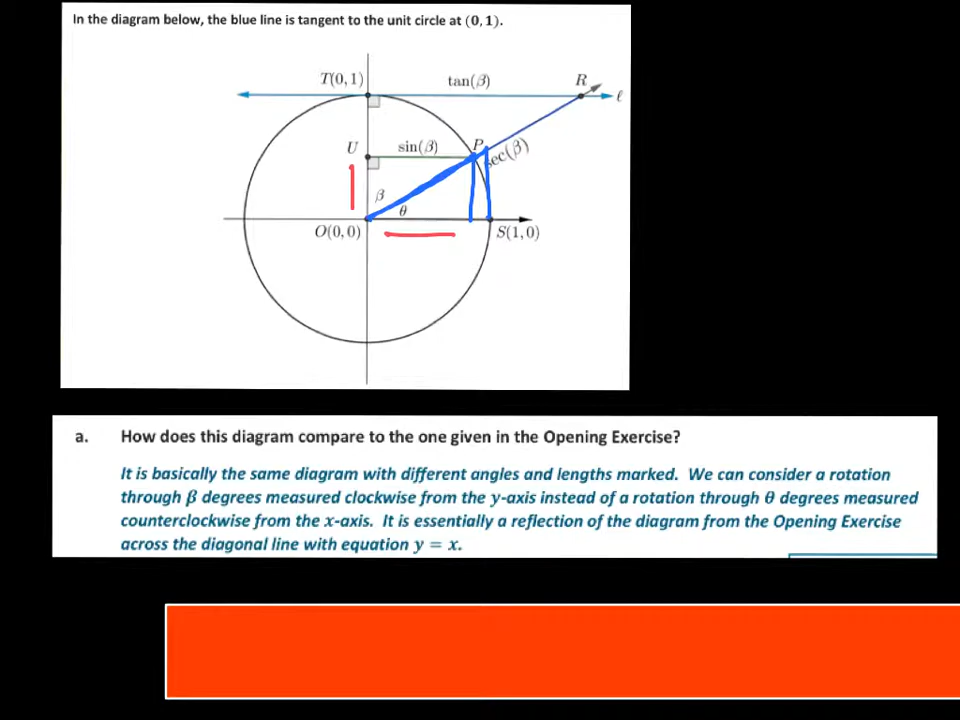 In the diagram below, the blue line is tangent to the unit circle at (0, 1).
T(0, 1)
tan(β)
R
ℓ
U
sin(β)
P
sec(β)
β
θ
O(0, 0)
S(1, 0)
a. How does this diagram compare to the one given in the Opening Exercise?
It is basically the same diagram with different angles and lengths marked. We can consider a rotation
through β degrees measured clockwise from the y-axis instead of a rotation through θ degrees measured
counterclockwise from the x-axis. It is essentially a reflection of the diagram from the Opening Exercise
across the diagonal line with equation y = x.